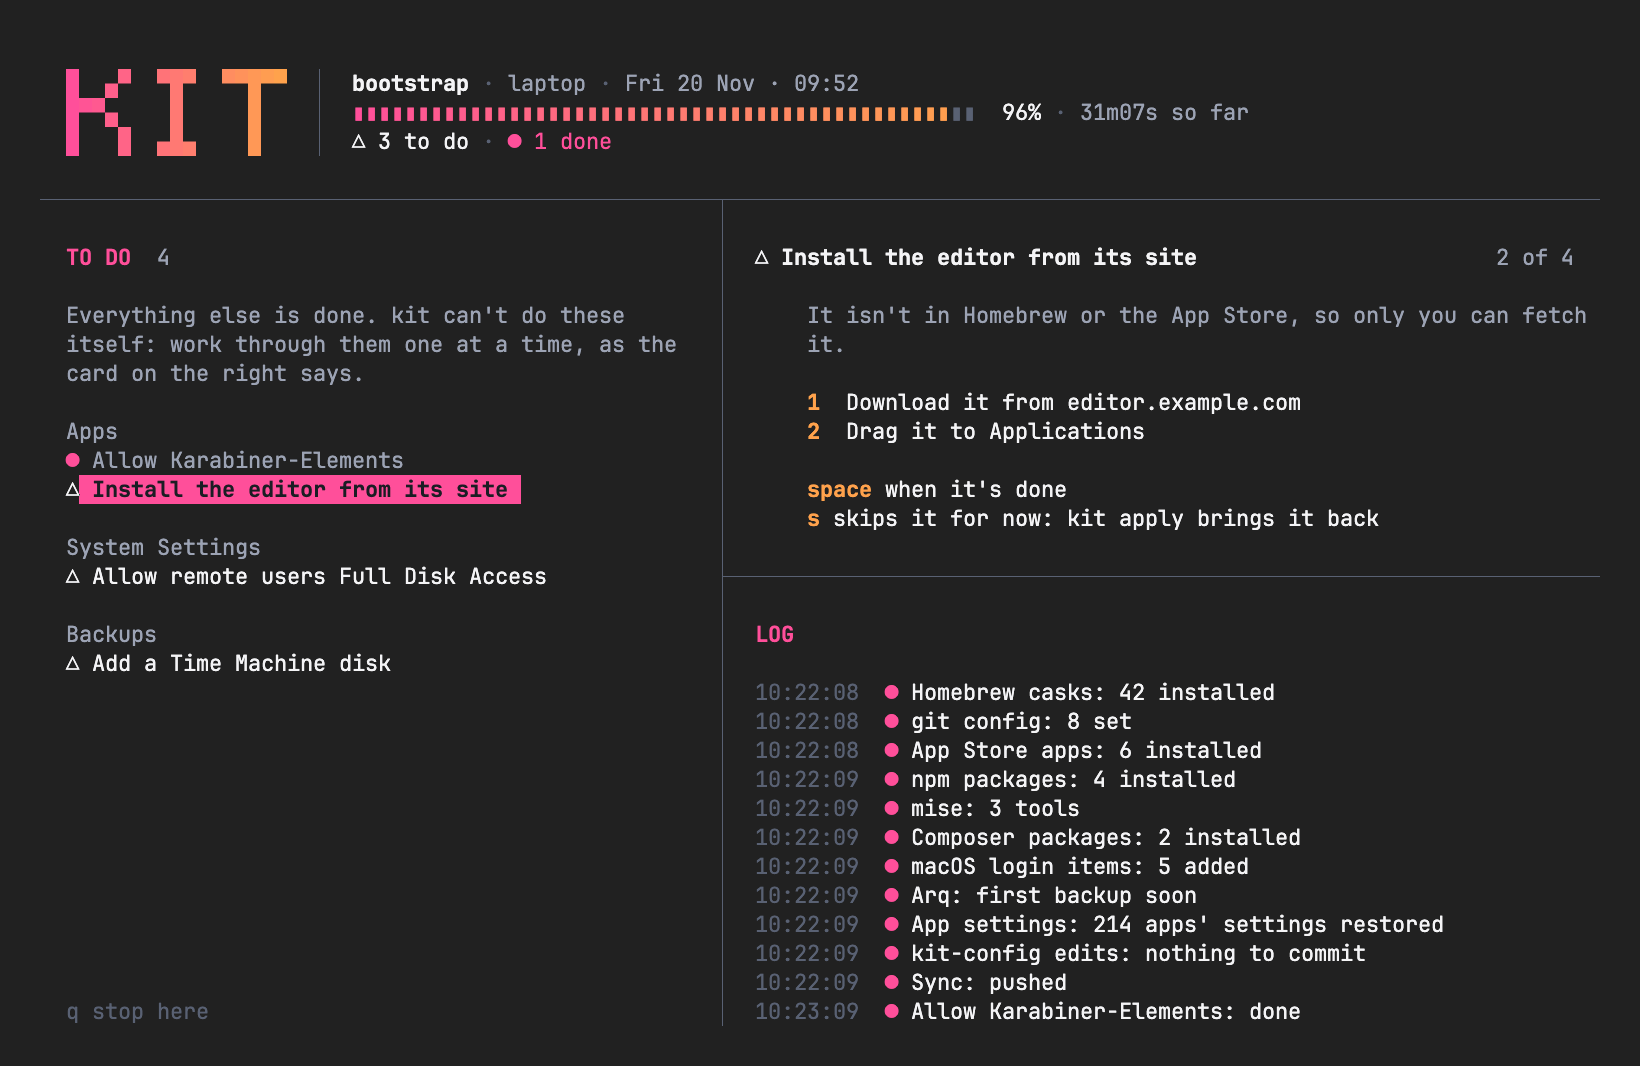 KIT
bootstrap · laptop · Fri 20 Nov · 09:52
96% · 31m07s so far
△ 3 to do · ● 1 done
TO DO 4
Everything else is done. kit can't do these
itself: work through them one at a time, as the
card on the right says.
Apps
● Allow Karabiner-Elements
△ Install the editor from its site
System Settings
△ Allow remote users Full Disk Access
Backups
△ Add a Time Machine disk
q stop here
△ Install the editor from its site 2 of 4
It isn't in Homebrew or the App Store, so only you can fetch
it.
1 Download it from editor.example.com
2 Drag it to Applications
space when it's done
s skips it for now: kit apply brings it back
LOG
10:22:08 ● Homebrew casks: 42 installed
10:22:08 ● git config: 8 set
10:22:08 ● App Store apps: 6 installed
10:22:09 ● npm packages: 4 installed
10:22:09 ● mise: 3 tools
10:22:09 ● Composer packages: 2 installed
10:22:09 ● macOS login items: 5 added
10:22:09 ● Arq: first backup soon
10:22:09 ● App settings: 214 apps' settings restored
10:22:09 ● kit-config edits: nothing to commit
10:22:09 ● Sync: pushed
10:23:09 ● Allow Karabiner-Elements: done